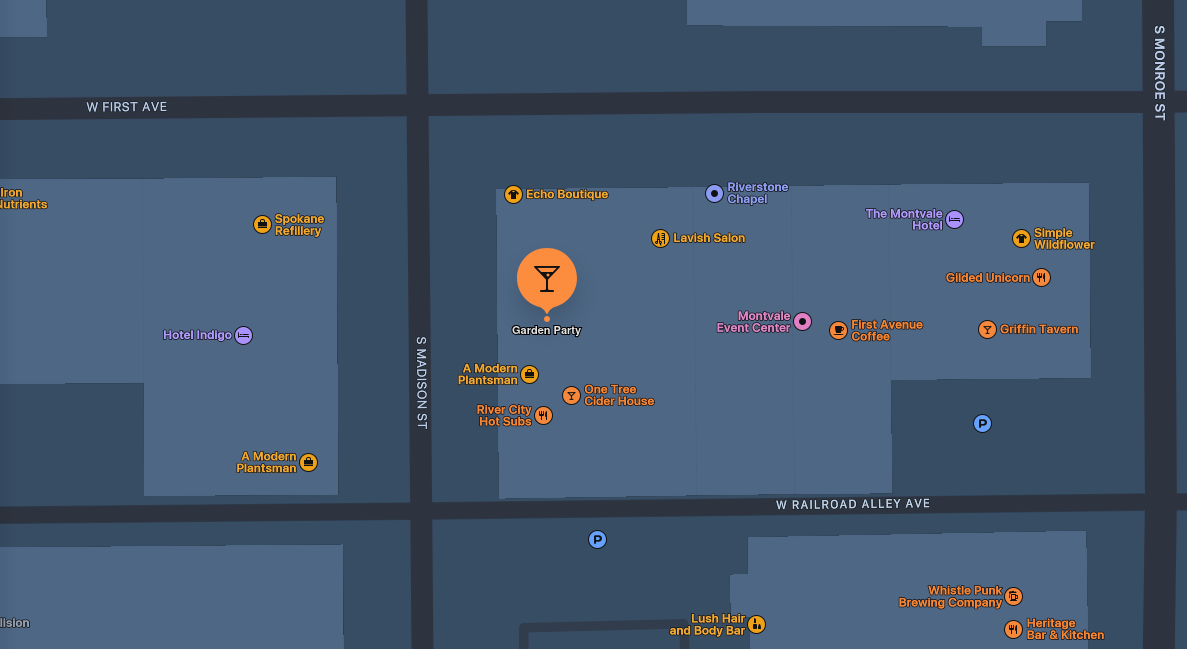 S MONROE ST
W FIRST AVE
Iron
Nutrients
Echo Boutique
Riverstone
Chapel
Spokane
Refillery
The Montvale
Hotel
Lavish Salon
Simple
Wildflower
Gilded Unicorn
Garden Party
Hotel Indigo
Montvale
Event Center
First Avenue
Coffee
Griffin Tavern
S MADISON ST
A Modern
Plantsman
One Tree
Cider House
River City
Hot Subs
P
A Modern
Plantsman
W RAILROAD ALLEY AVE
P
Whistle Punk
Brewing Company
Lush Hair
and Body Bar
Heritage
Bar & Kitchen
llision